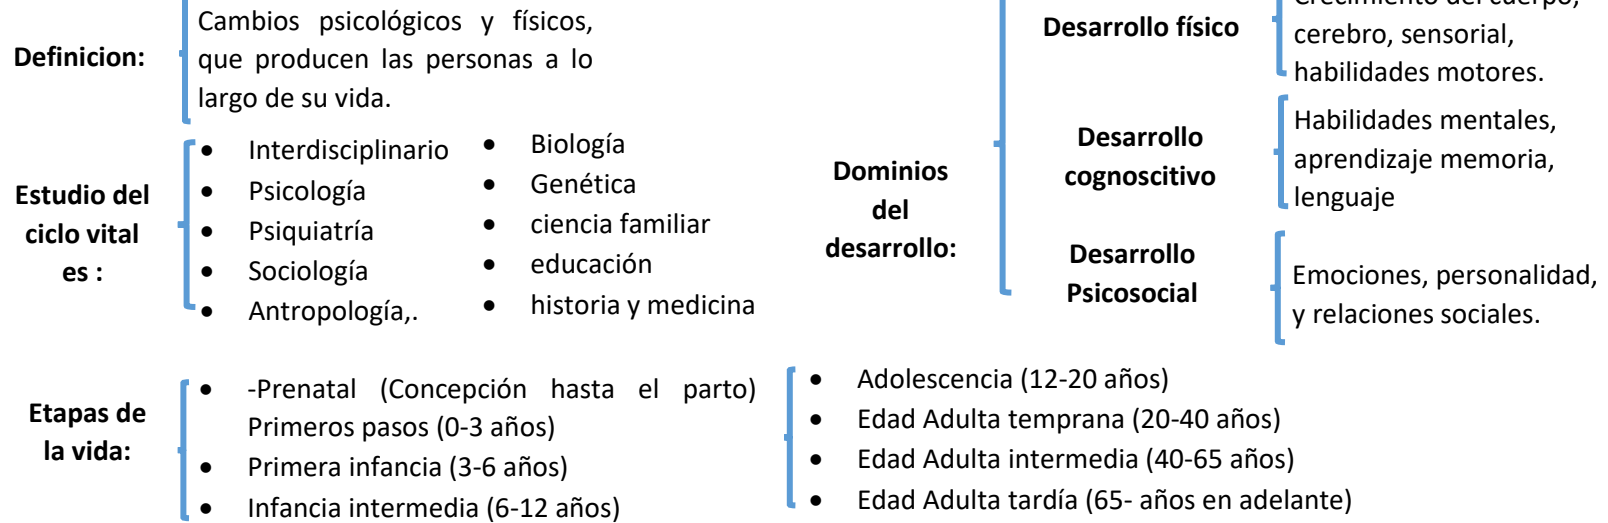 Definicion:
Cambios psicológicos y físicos,
que producen las personas a lo
largo de su vida.
Estudio del
ciclo vital
es :
• Interdisciplinario
• Psicología
• Psiquiatría
• Sociología
• Antropología,.
• Biología
• Genética
• ciencia familiar
• educación
• historia y medicina
Dominios
del
desarrollo:
Desarrollo físico
Crecimiento del cuerpo,
cerebro, sensorial,
habilidades motores.
Desarrollo
cognoscitivo
Habilidades mentales,
aprendizaje memoria,
lenguaje
Desarrollo
Psicosocial
Emociones, personalidad,
y relaciones sociales.
Etapas de
la vida:
• -Prenatal (Concepción hasta el parto)
Primeros pasos (0-3 años)
• Primera infancia (3-6 años)
• Infancia intermedia (6-12 años)
• Adolescencia (12-20 años)
• Edad Adulta temprana (20-40 años)
• Edad Adulta intermedia (40-65 años)
• Edad Adulta tardía (65- años en adelante)